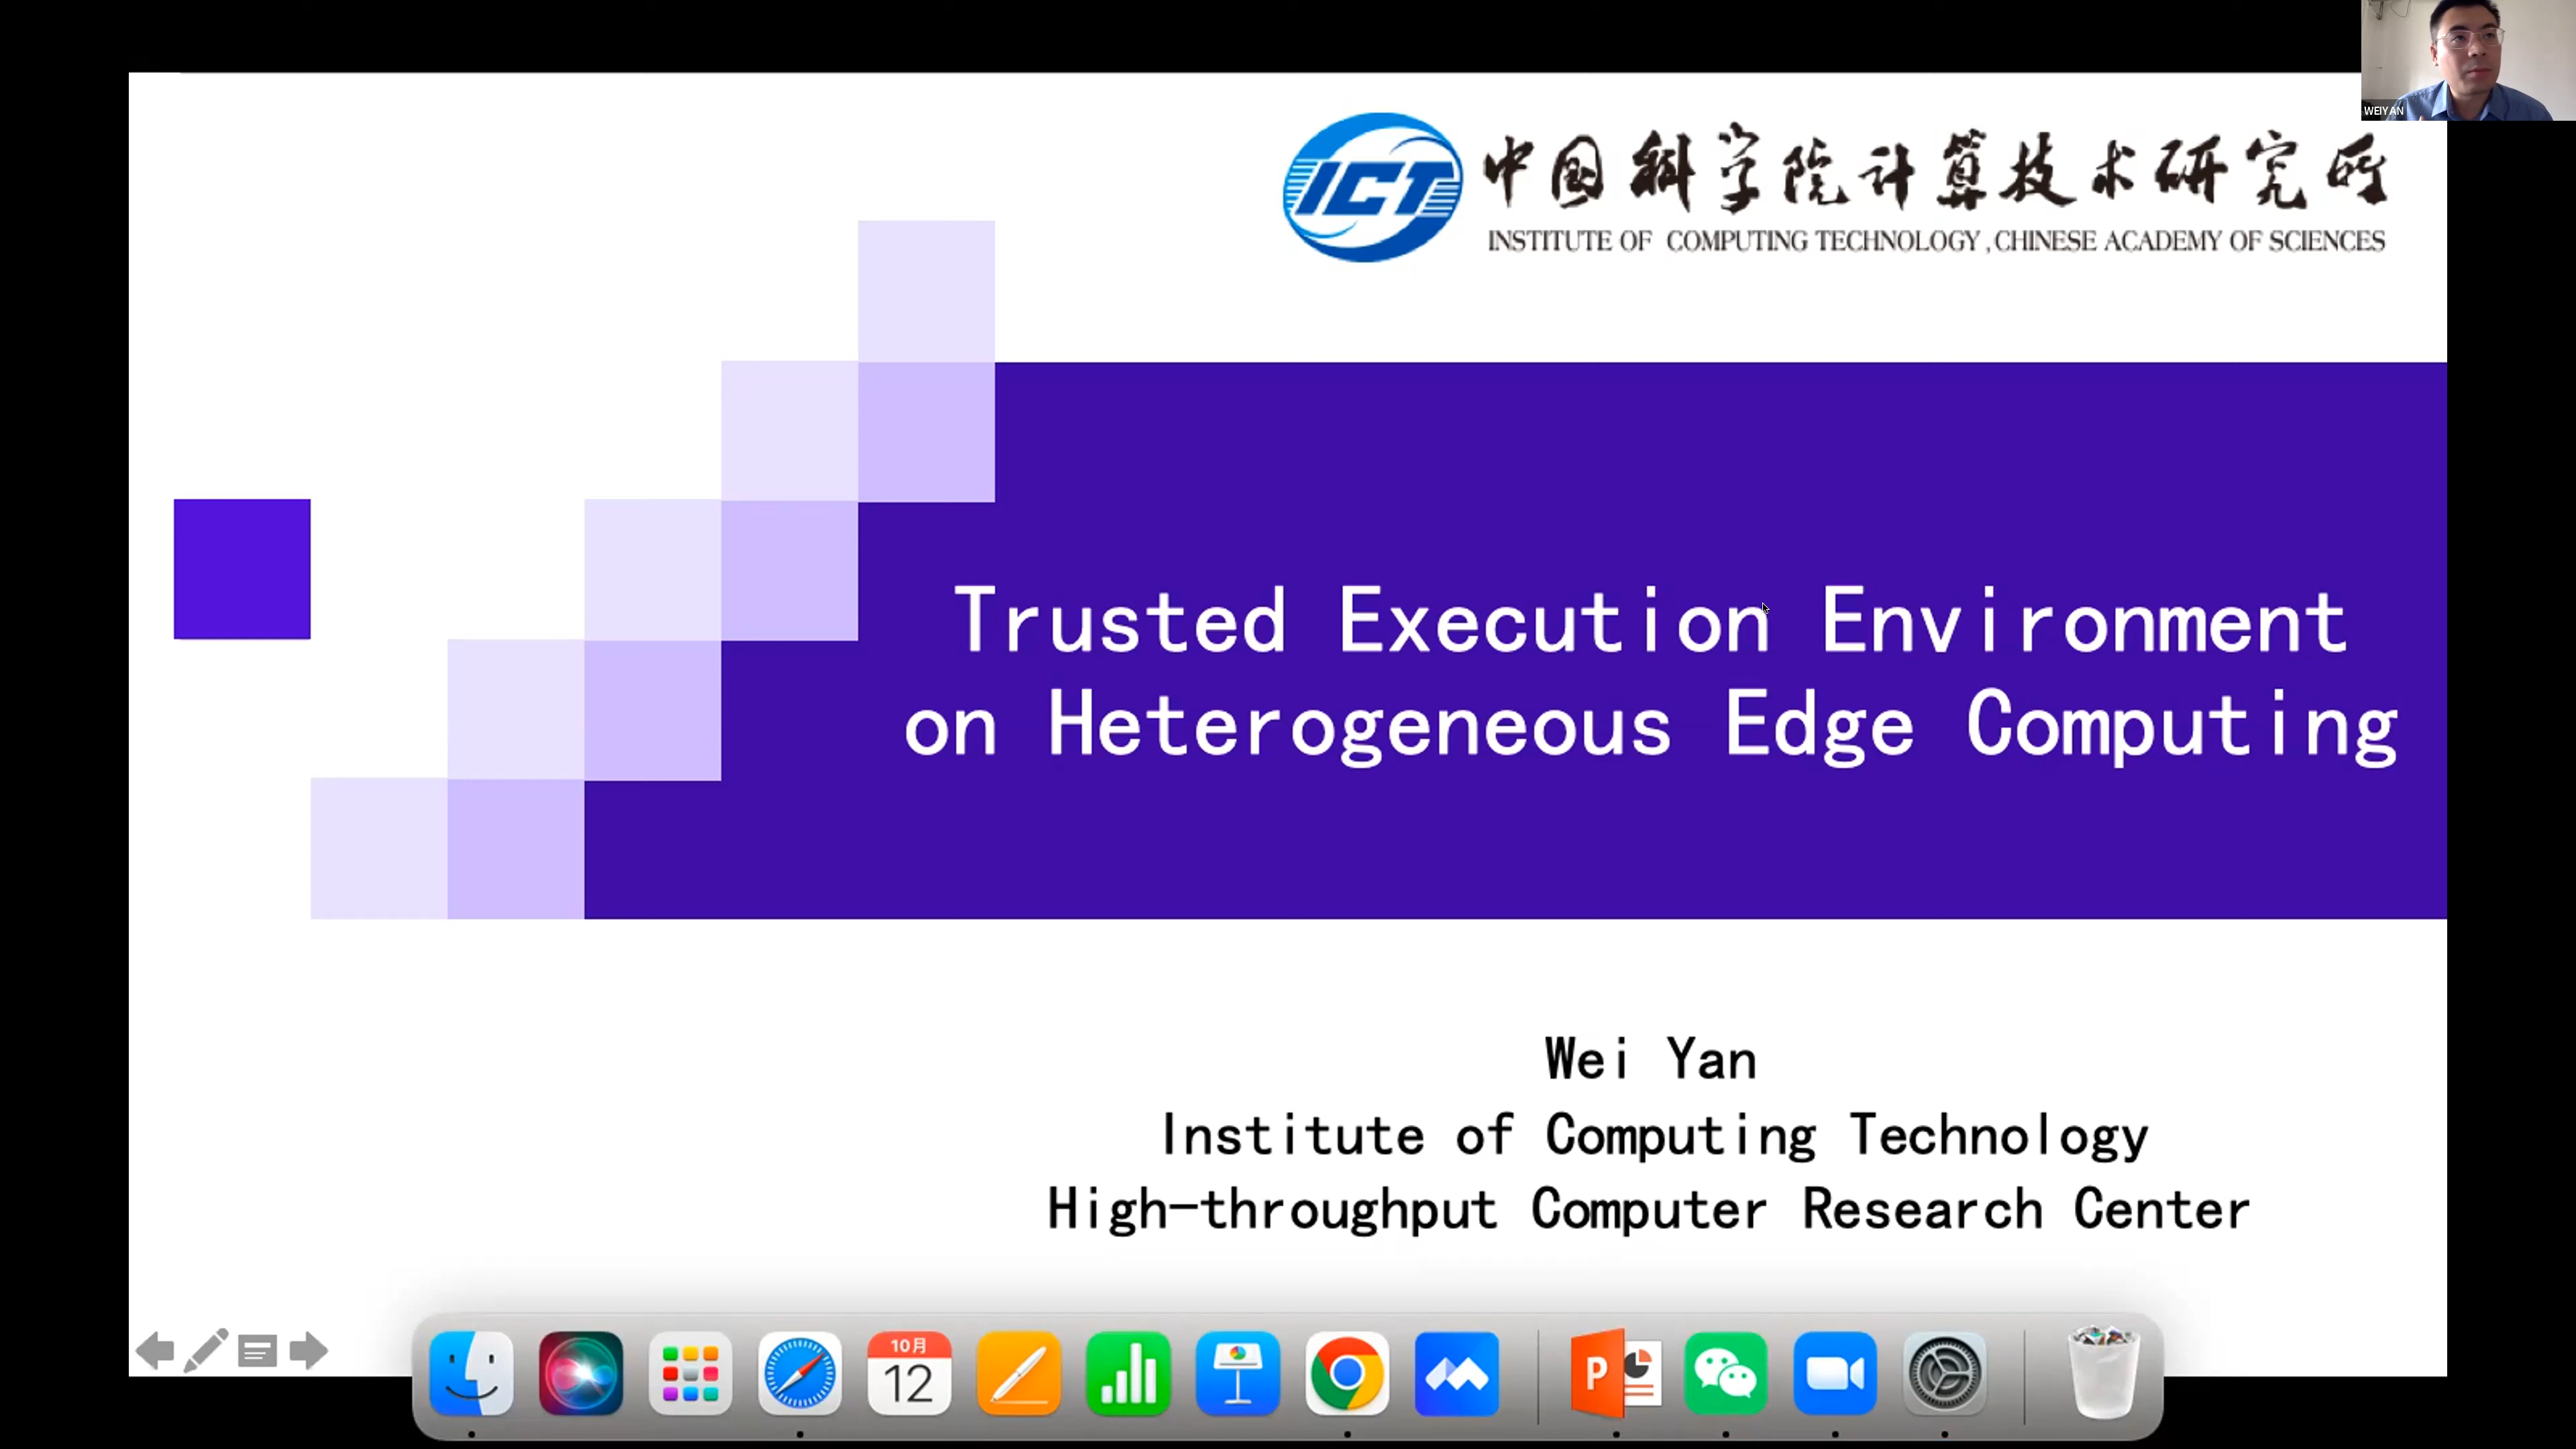 WEIYAN
ICT
中国科学院计算技术研究所
INSTITUTE OF COMPUTING TECHNOLOGY, CHINESE ACADEMY OF SCIENCES
Trusted Execution Environment
on Heterogeneous Edge Computing
Wei Yan
Institute of Computing Technology
High-throughput Computer Research Center
10月
12
P